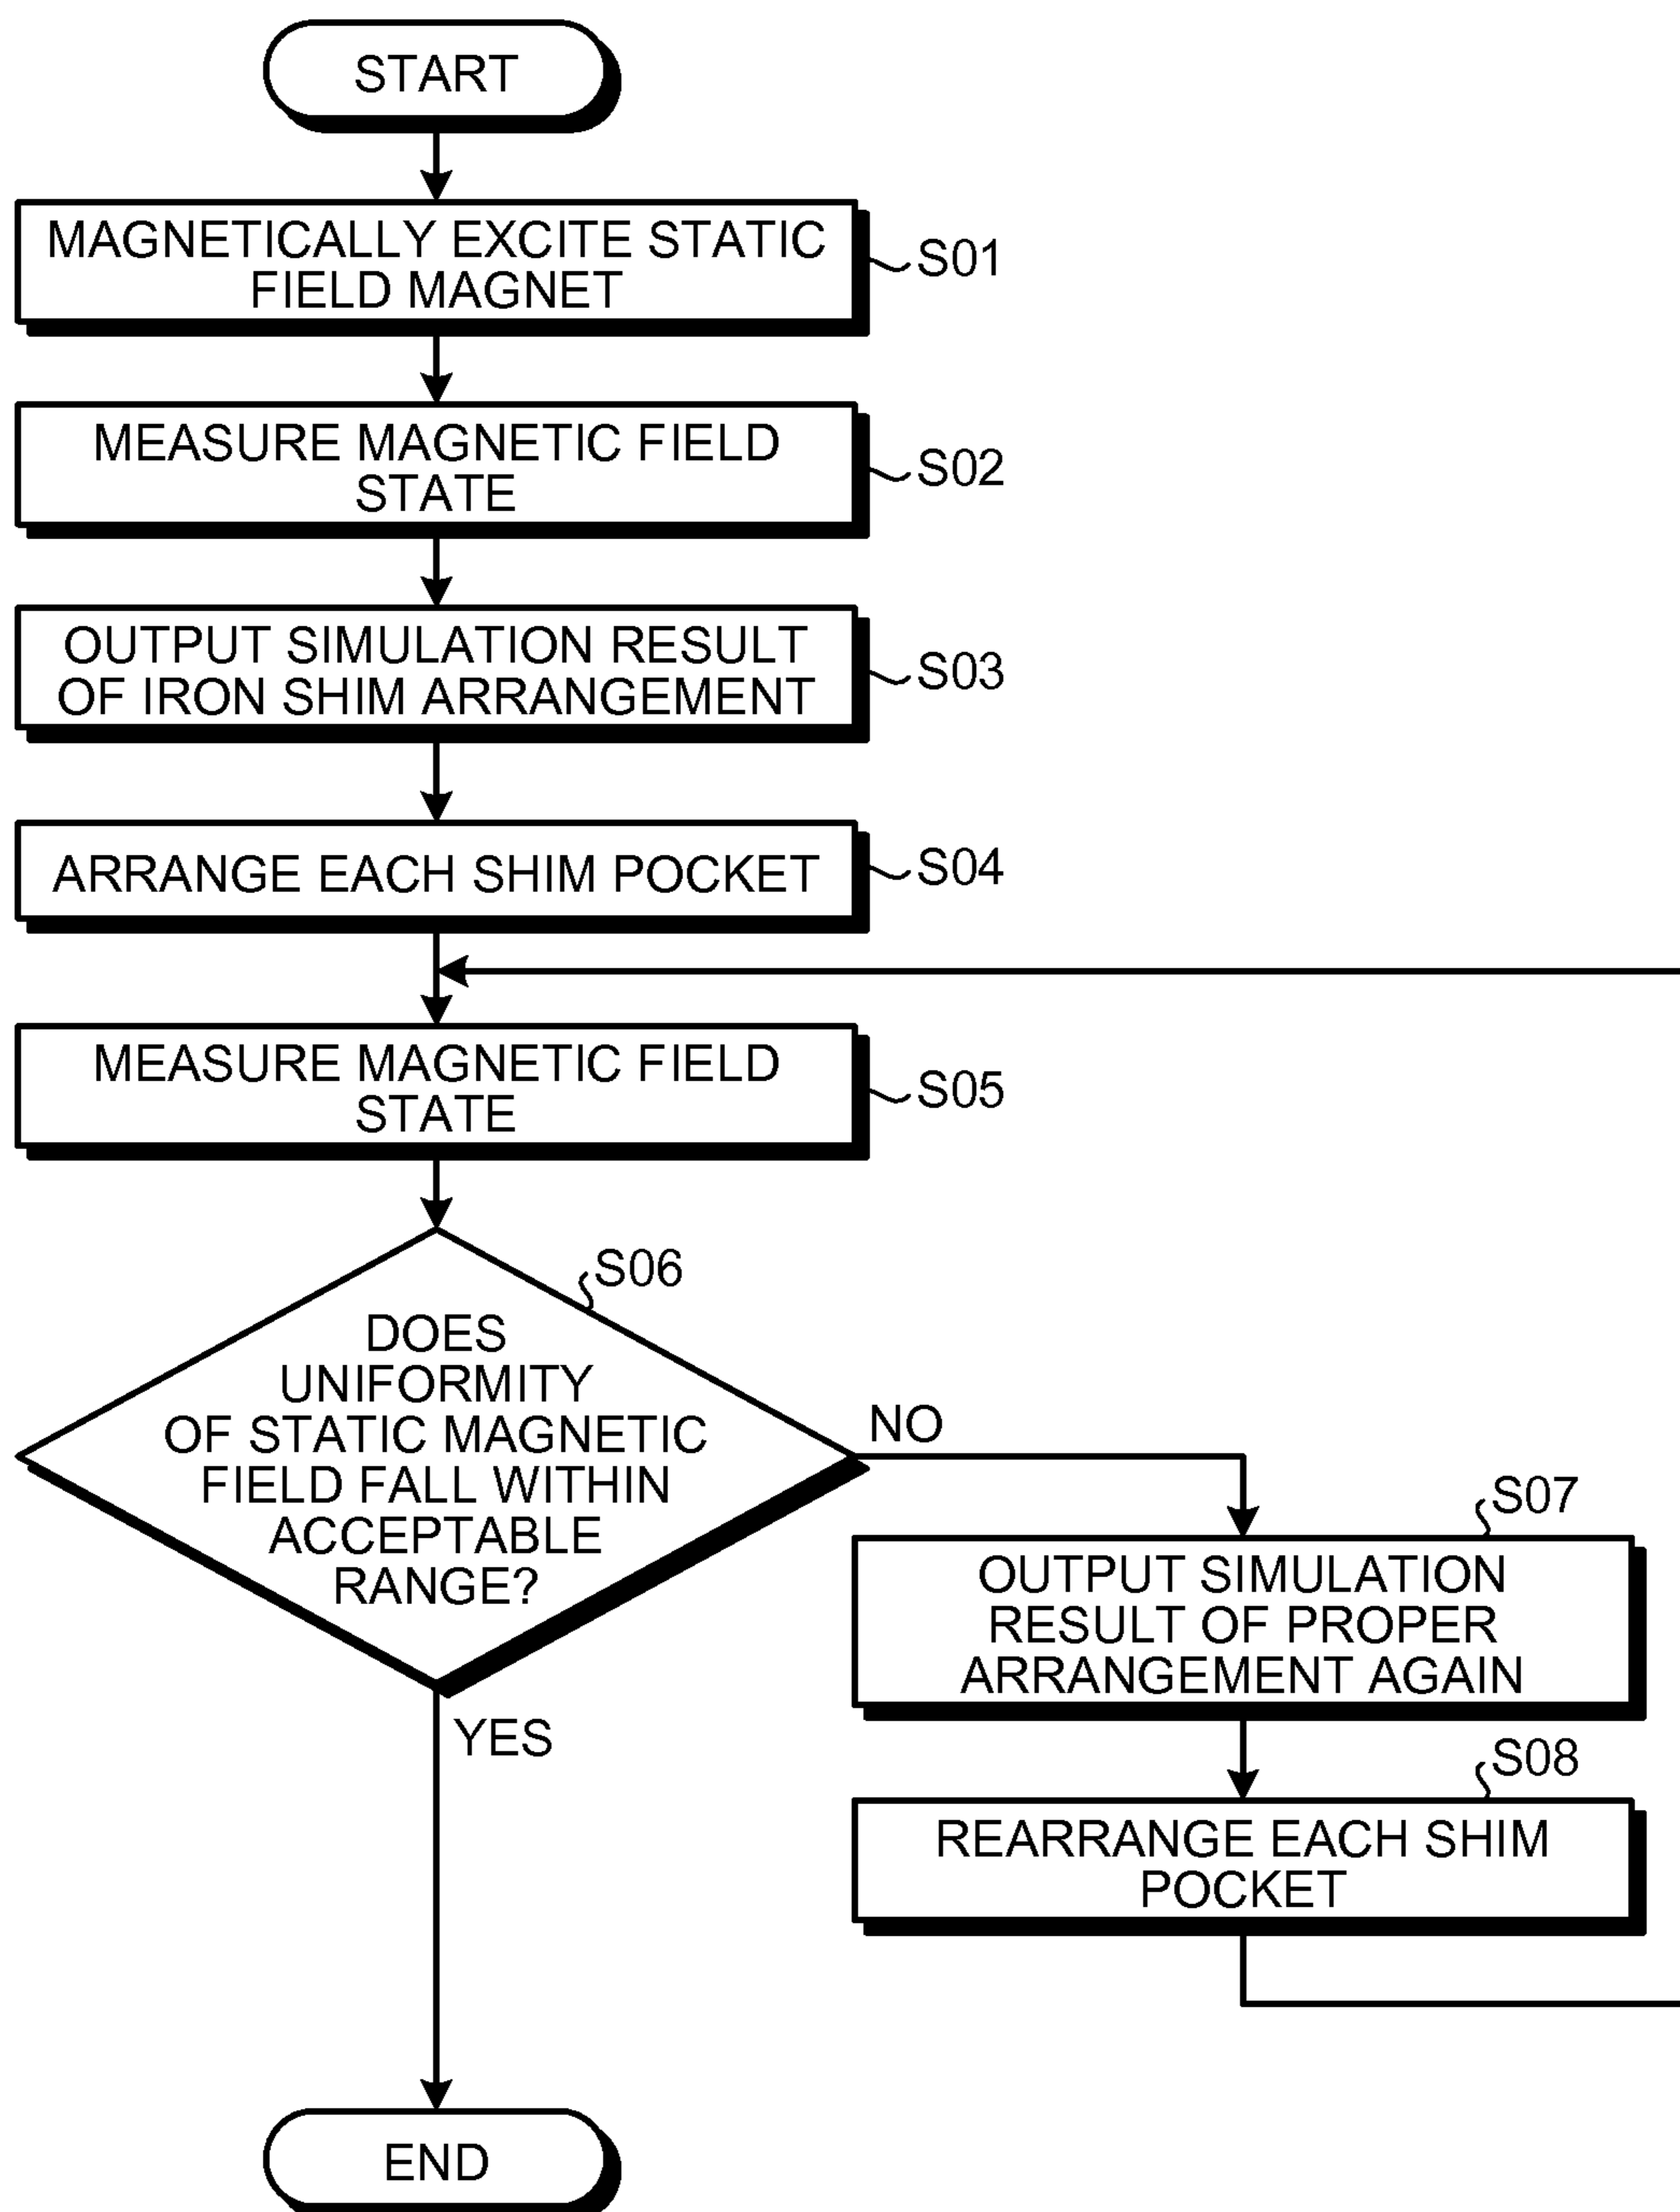 START
MAGNETICALLY EXCITE STATIC
FIELD MAGNET
S01
MEASURE MAGNETIC FIELD
STATE
S02
OUTPUT SIMULATION RESULT
OF IRON SHIM ARRANGEMENT
S03
ARRANGE EACH SHIM POCKET
S04
MEASURE MAGNETIC FIELD
STATE
S05
S06
DOES
UNIFORMITY
OF STATIC MAGNETIC
FIELD FALL WITHIN
ACCEPTABLE
RANGE?
NO
S07
OUTPUT SIMULATION
RESULT OF PROPER
ARRANGEMENT AGAIN
YES
S08
REARRANGE EACH SHIM
POCKET
END